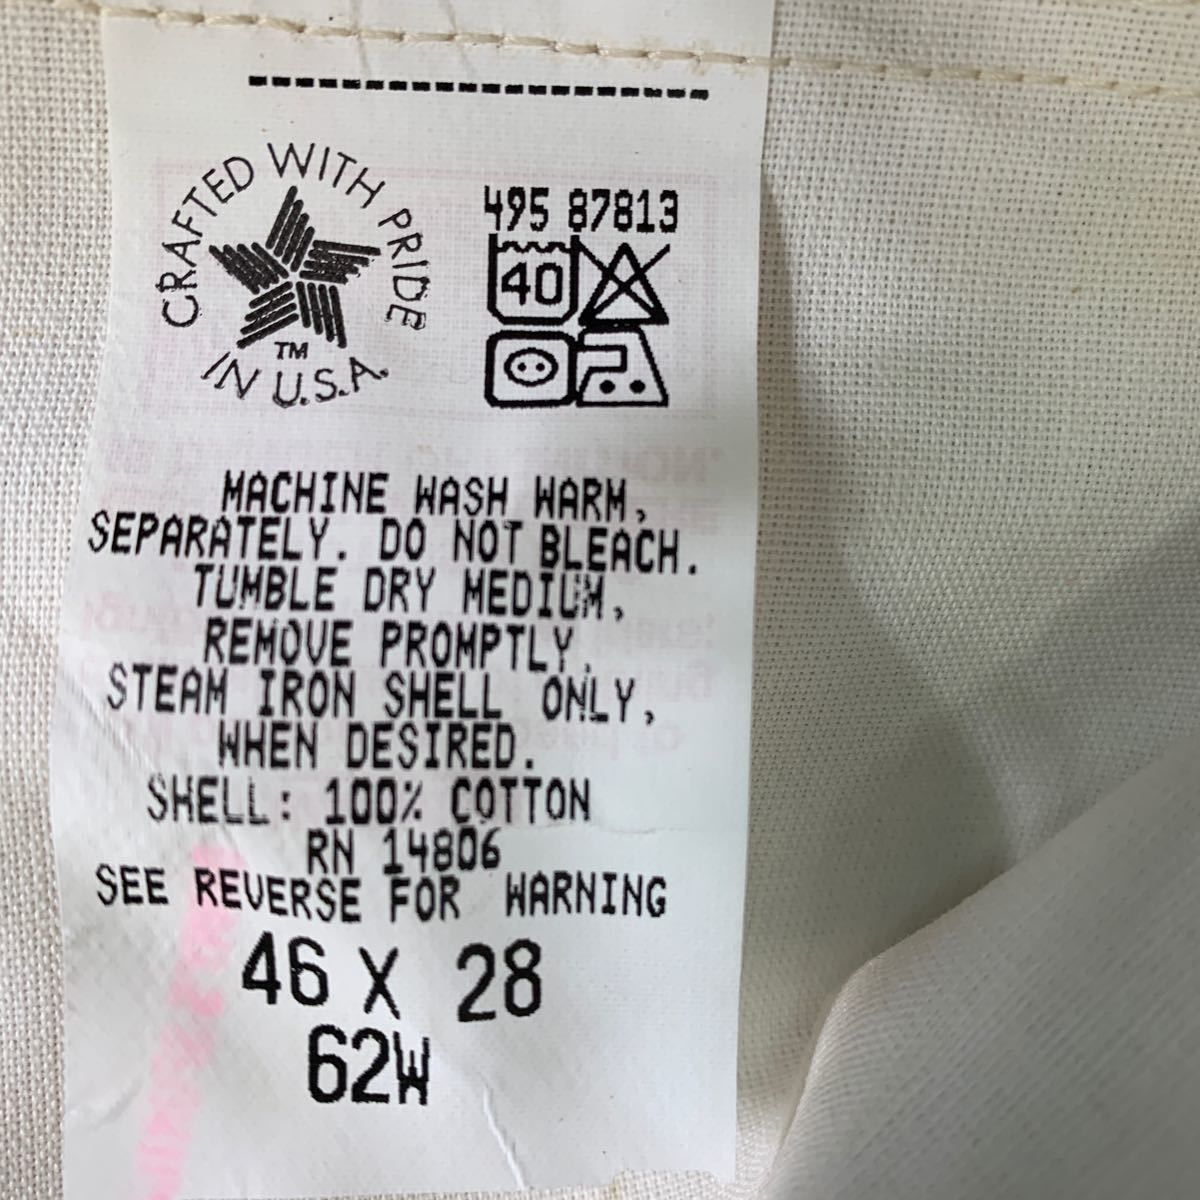 CRAFTED WITH PRIDE
TM
IN U.S.A.
495 87813
40
MACHINE WASH WARM,
SEPARATELY. DO NOT BLEACH.
TUMBLE DRY MEDIUM,
REMOVE PROMPTLY.
STEAM IRON SHELL ONLY,
WHEN DESIRED.
SHELL: 100% COTTON
RN 14806
SEE REVERSE FOR WARNING
46 X 28
62W